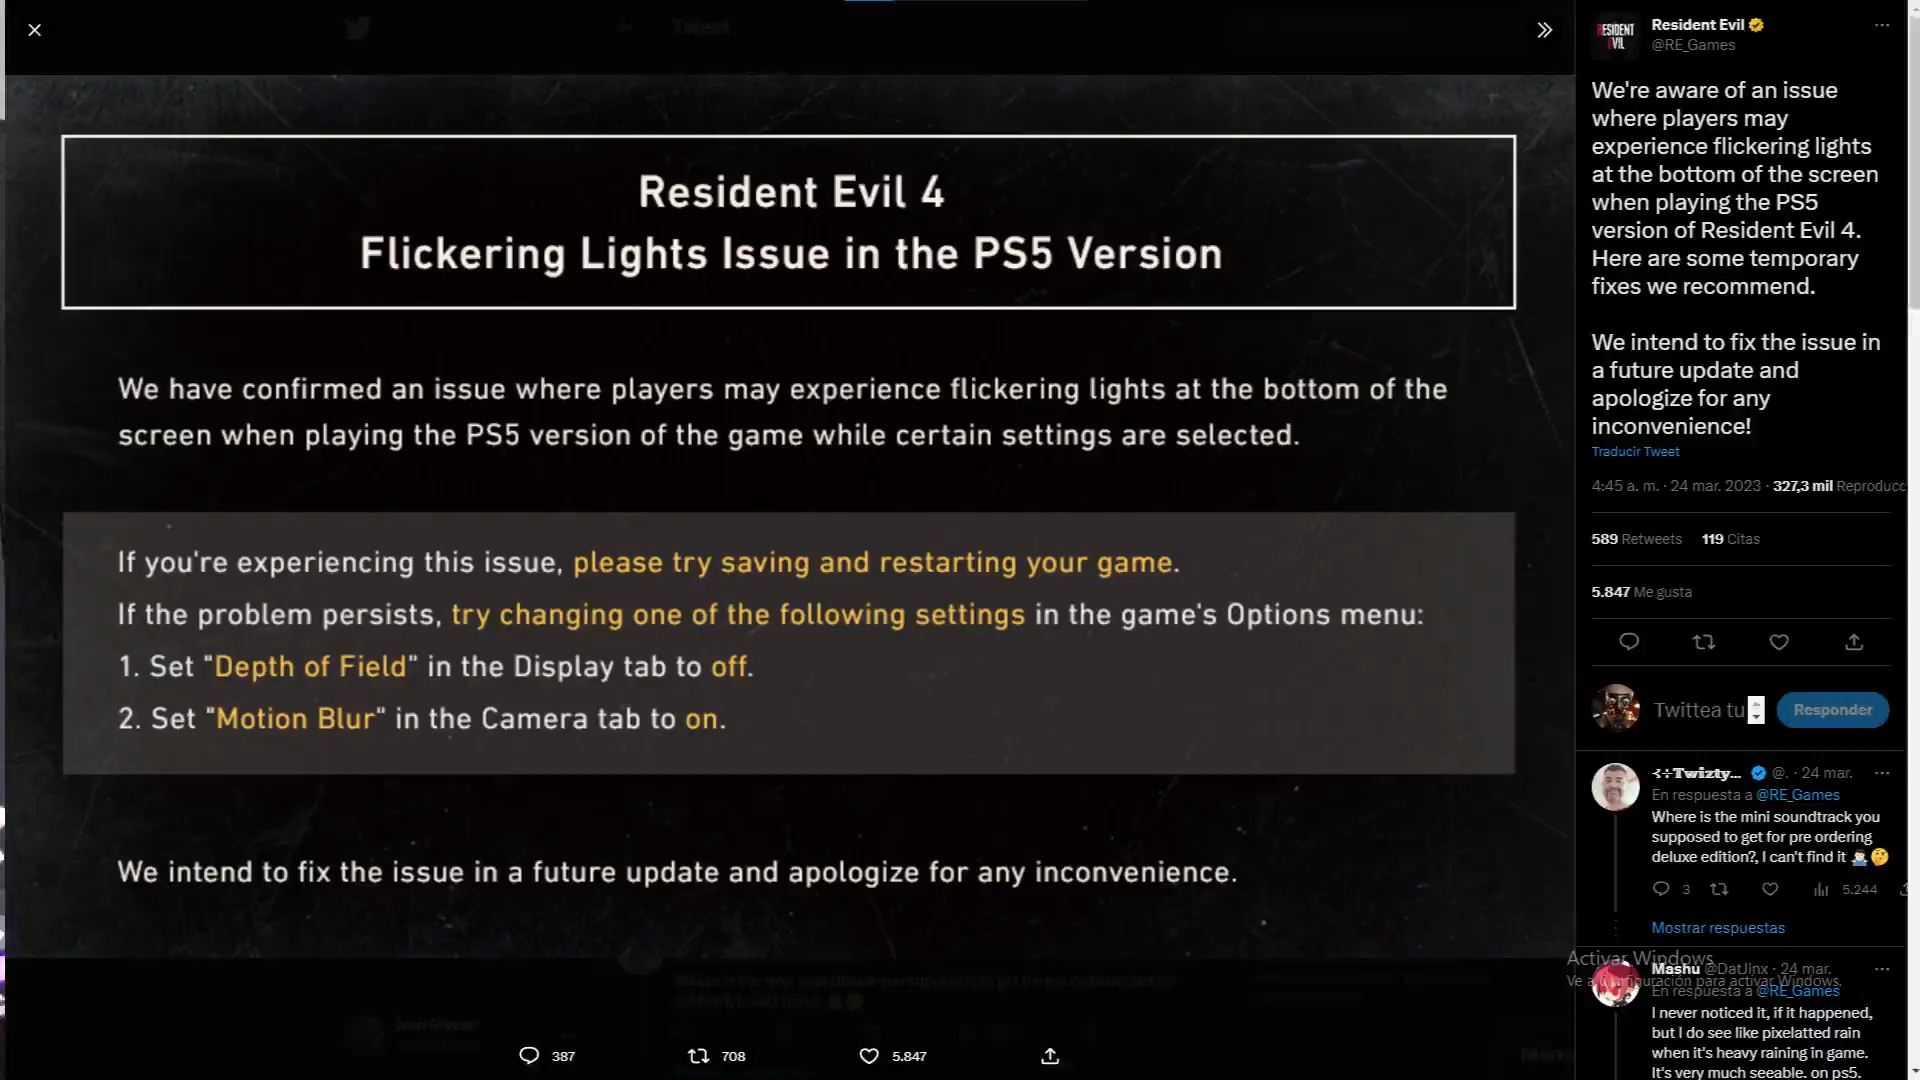 Tweet
Resident Evil 4
Flickering Lights Issue in the PS5 Version
We have confirmed an issue where players may experience flickering lights at the bottom of the
screen when playing the PS5 version of the game while certain settings are selected.
If you're experiencing this issue, please try saving and restarting your game.
If the problem persists, try changing one of the following settings in the game's Options menu:
1. Set "Depth of Field" in the Display tab to off.
2. Set "Motion Blur" in the Camera tab to on.
We intend to fix the issue in a future update and apologize for any inconvenience.
387 708 5.847
RESIDENT EVIL
Resident Evil
@RE_Games
We're aware of an issue
where players may
experience flickering lights
at the bottom of the screen
when playing the PS5
version of Resident Evil 4.
Here are some temporary
fixes we recommend.
We intend to fix the issue in
a future update and
apologize for any
inconvenience!
Traducir Tweet
4:45 a. m. · 24 mar. 2023 · 327,3 mil Reproducc
589 Retweets 119 Citas
5.847 Me gusta
Twittea tu
Responder
Twizty... @. · 24 mar.
En respuesta a @RE_Games
Where is the mini soundtrack you
supposed to get for pre ordering
deluxe edition?, I can't find it 🤷🏻‍♂️🤔
3 5.244
Mostrar respuestas
Activar Windows
Ve a Configuración para activar Windows.
Mashu @DatJinx · 24 mar.
En respuesta a @RE_Games
I never noticed it, if it happened,
but I do see like pixelatted rain
when it's heavy raining in game.
It's very much seeable. on ps5.